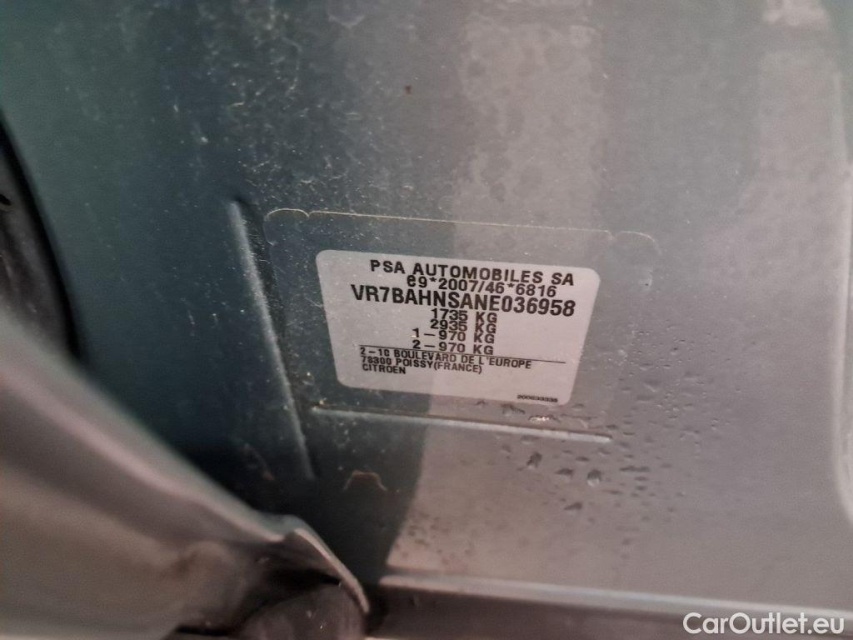 PSA AUTOMOBILES SA
e9*2007/46*6816
VR7BAHNSANE036958
1735 KG
2935 KG
1-970 KG
2-970 KG
2-10 BOULEVARD DE L'EUROPE
78300 POISSY(FRANCE)
CITROEN
CarOutlet.eu